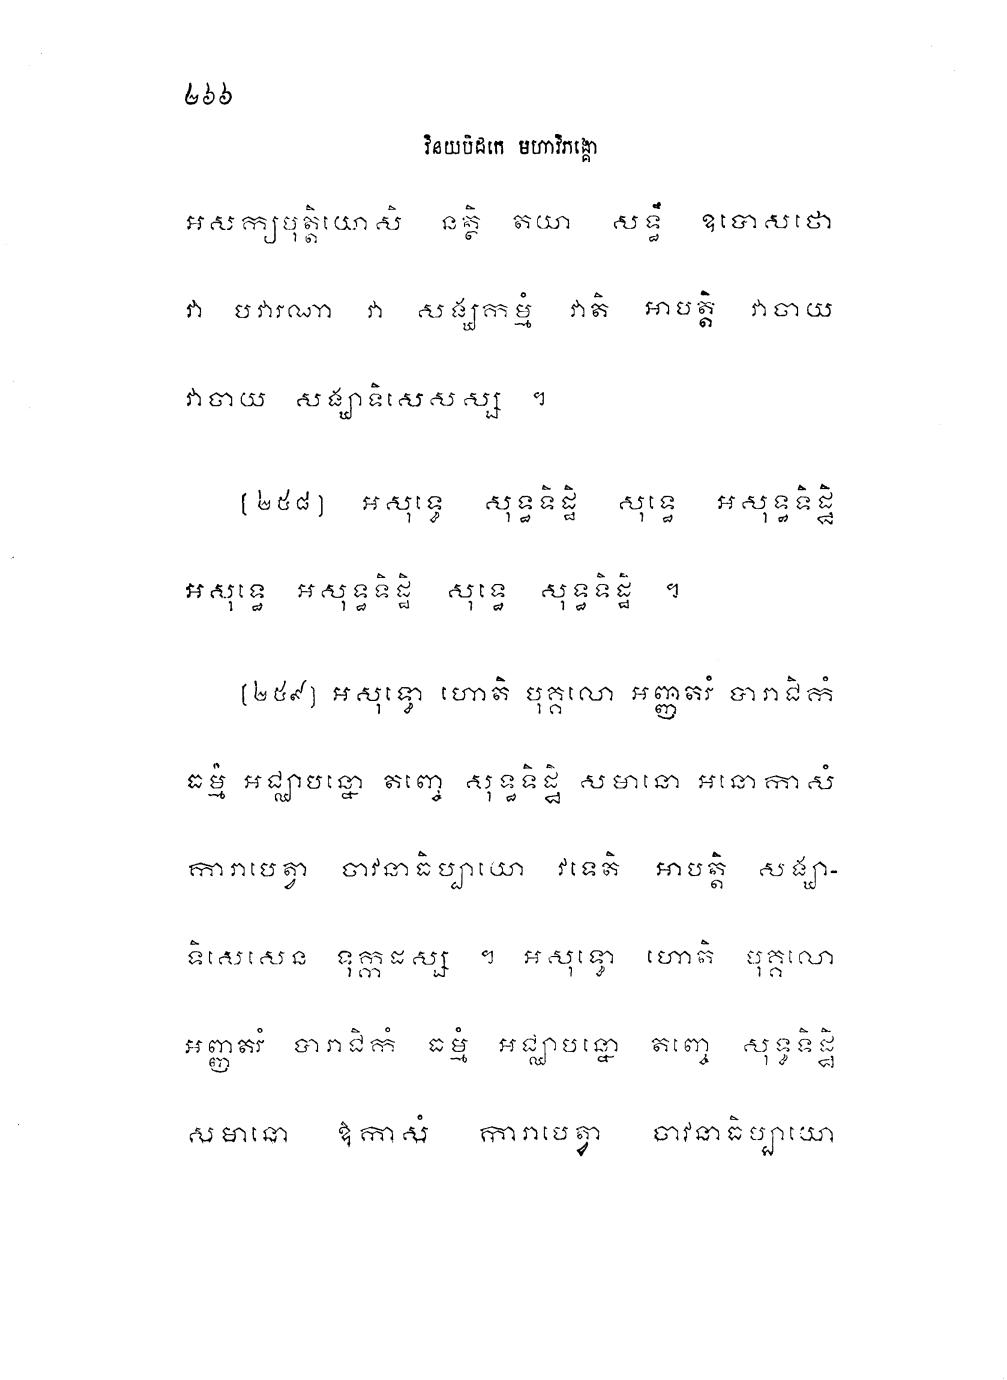 ៤៦៦
វិនយបិដកេ មហាវិភង្គោ
អសក្យបុត្តិយោសិ នត្ថិ តយា សទ្ធឹ ឧបោសថោ
វា បវារណា វា សង្ឃកម្មំ វាតិ អាបត្តិ វាចាយ
វាចាយ សង្ឃាទិសេសស្ស ។
(២៥៨) អសុទ្ធេ សុទ្ធទិដ្ឋិ សុទ្ធេ អសុទ្ធទិដ្ឋិ
អសុទ្ធេ អសុទ្ធទិដ្ឋិ សុទ្ធេ សុទ្ធទិដ្ឋិ ។
(២៥៩) អសុទ្ធោ ហោតិ បុគ្គលោ អញ្ញតរំ បារាជិកំ
ធម្មំ អជ្ឈាបន្នោ តញ្ចេ សុទ្ធទិដ្ឋិ សមានោ អនោកាសំ
ការាបេត្វា ចាវនាធិប្បាយោ វទេតិ អាបត្តិ សង្ឃា-
ទិសេសេន ទុក្កដស្ស ។ អសុទ្ធោ ហោតិ បុគ្គលោ
អញ្ញតរំ បារាជិកំ ធម្មំ អជ្ឈាបន្នោ តញ្ចេ សុទ្ធទិដ្ឋិ
សមានោ ឱកាសំ ការាបេត្វា ចាវនាធិប្បាយោ